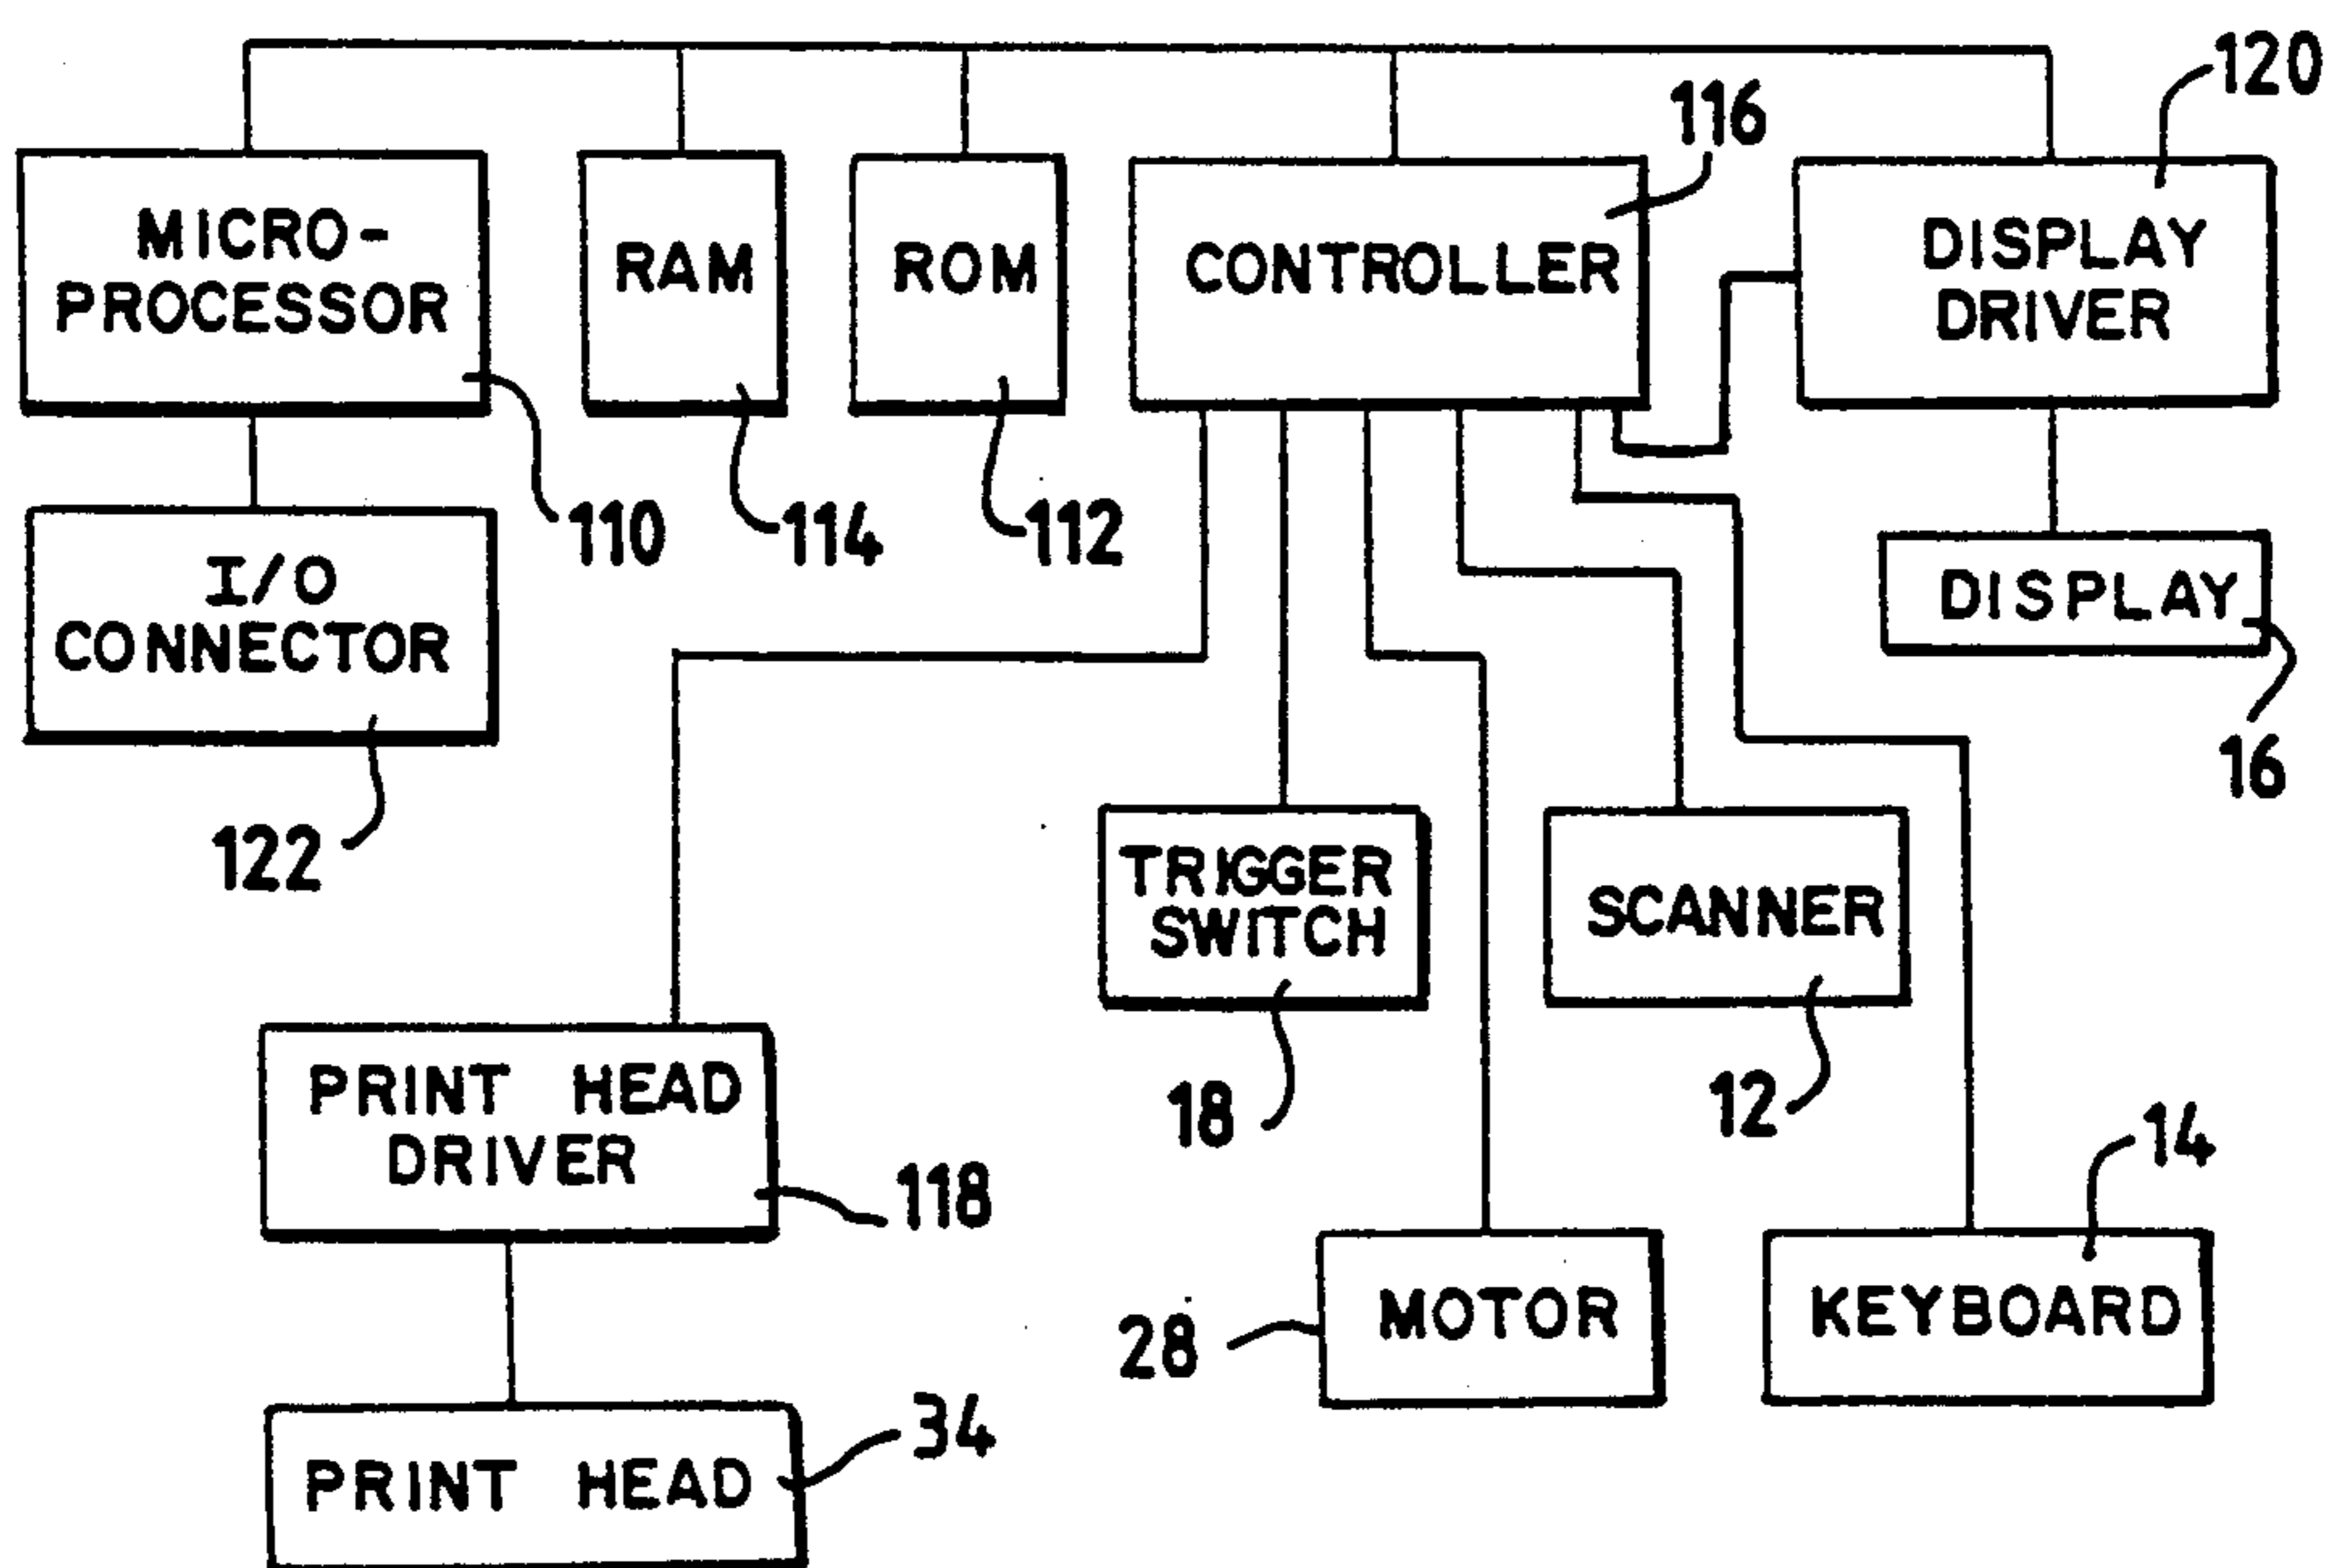 120
116
MICRO-
PROCESSOR
RAM
ROM
CONTROLLER
DISPLAY
DRIVER
110
114
112
I/O
CONNECTOR
DISPLAY
16
122
TRIGGER
SWITCH
SCANNER
18
12
14
PRINT HEAD
DRIVER
118
28
MOTOR
KEYBOARD
34
PRINT HEAD